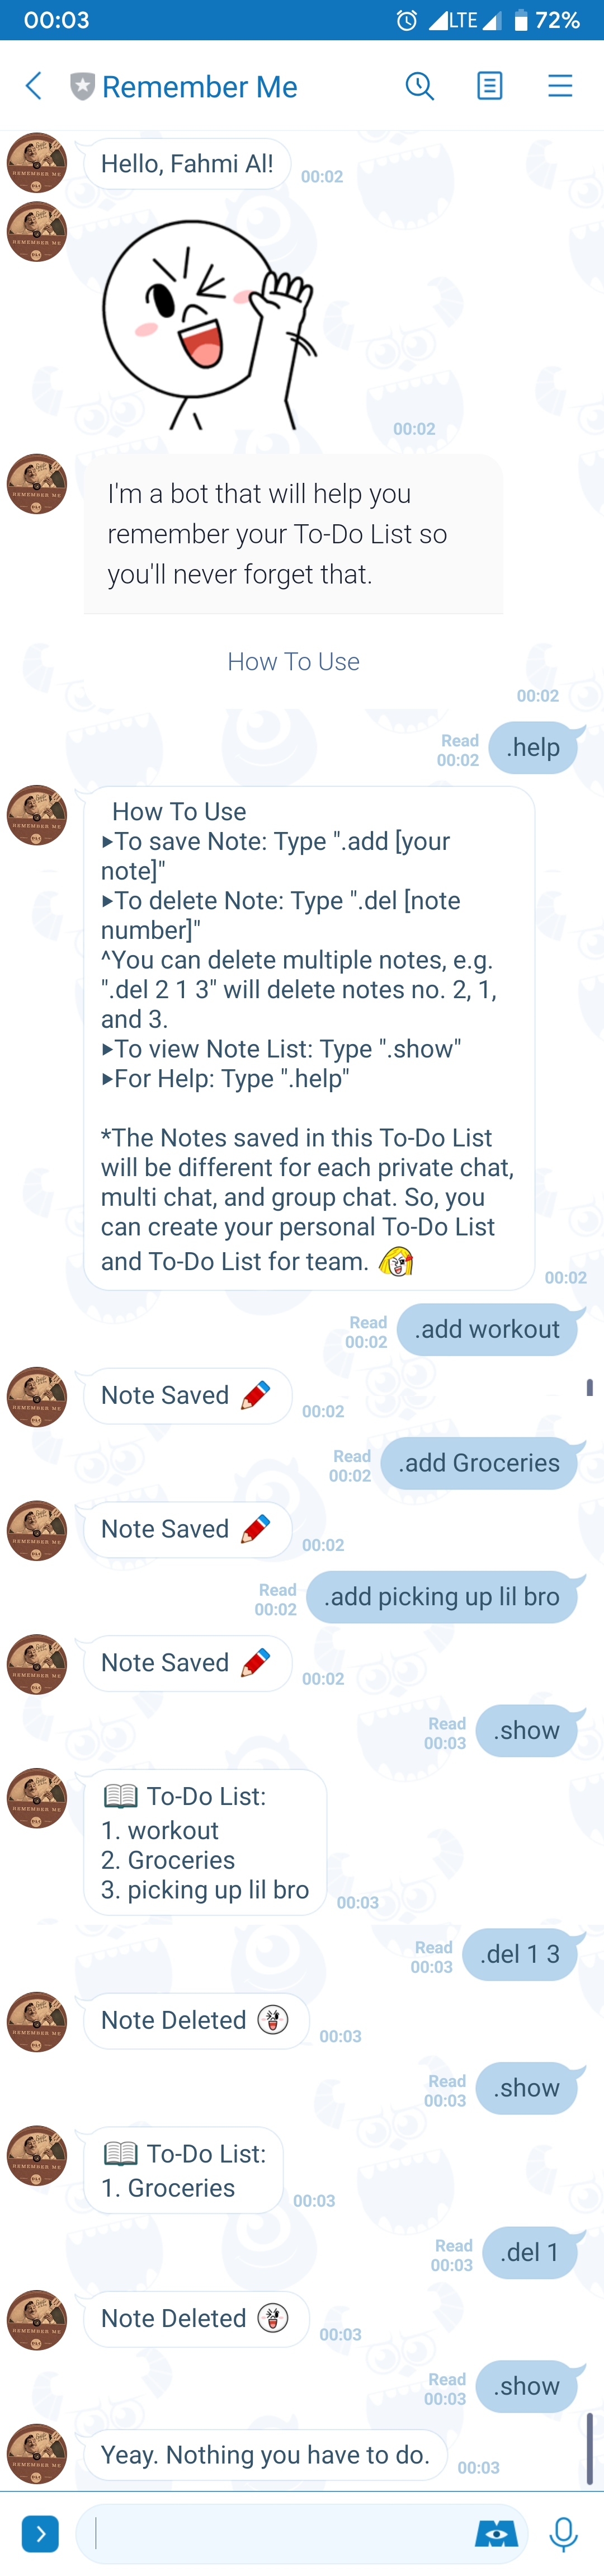 00:03 LTE 72%
Remember Me
Hello, Fahmi Al!
00:02
00:02
I'm a bot that will help you
remember your To-Do List so
you'll never forget that.
How To Use
00:02
Read
00:02
.help
How To Use
▸To save Note: Type ".add [your
note]"
▸To delete Note: Type ".del [note
number]"
^You can delete multiple notes, e.g.
".del 2 1 3" will delete notes no. 2, 1,
and 3.
▸To view Note List: Type ".show"
▸For Help: Type ".help"
*The Notes saved in this To-Do List
will be different for each private chat,
multi chat, and group chat. So, you
can create your personal To-Do List
and To-Do List for team.
00:02
Read
00:02
.add workout
Note Saved
00:02
Read
00:02
.add Groceries
Note Saved
00:02
Read
00:02
.add picking up lil bro
Note Saved
00:02
Read
00:03
.show
To-Do List:
1. workout
2. Groceries
3. picking up lil bro
00:03
Read
00:03
.del 1 3
Note Deleted
00:03
Read
00:03
.show
To-Do List:
1. Groceries
00:03
Read
00:03
.del 1
Note Deleted
00:03
Read
00:03
.show
Yeay. Nothing you have to do.
00:03